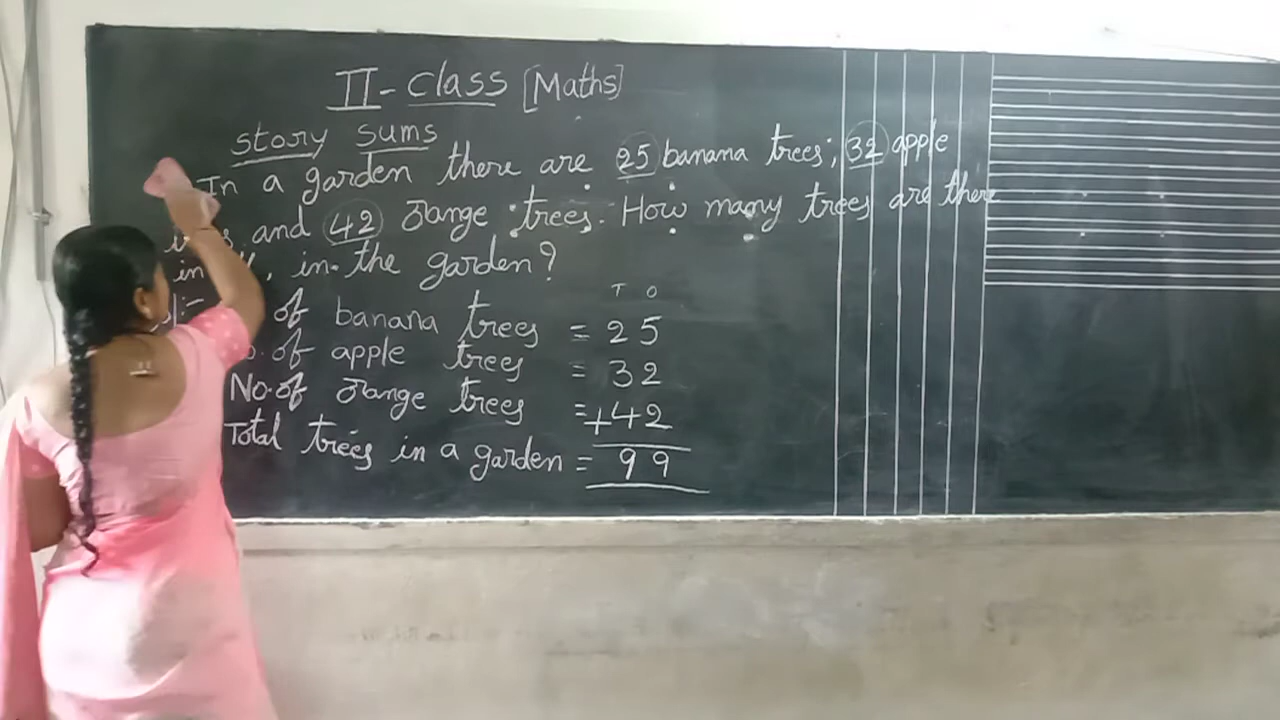 II - class [Maths]
story sums
In a garden there are 25 banana trees; 32 apple
and 42 orange trees. How many trees are there
in, in the garden?
T O
of banana trees = 25
of apple trees = 32
No. of orange trees = +42
Total trees in a garden = 99